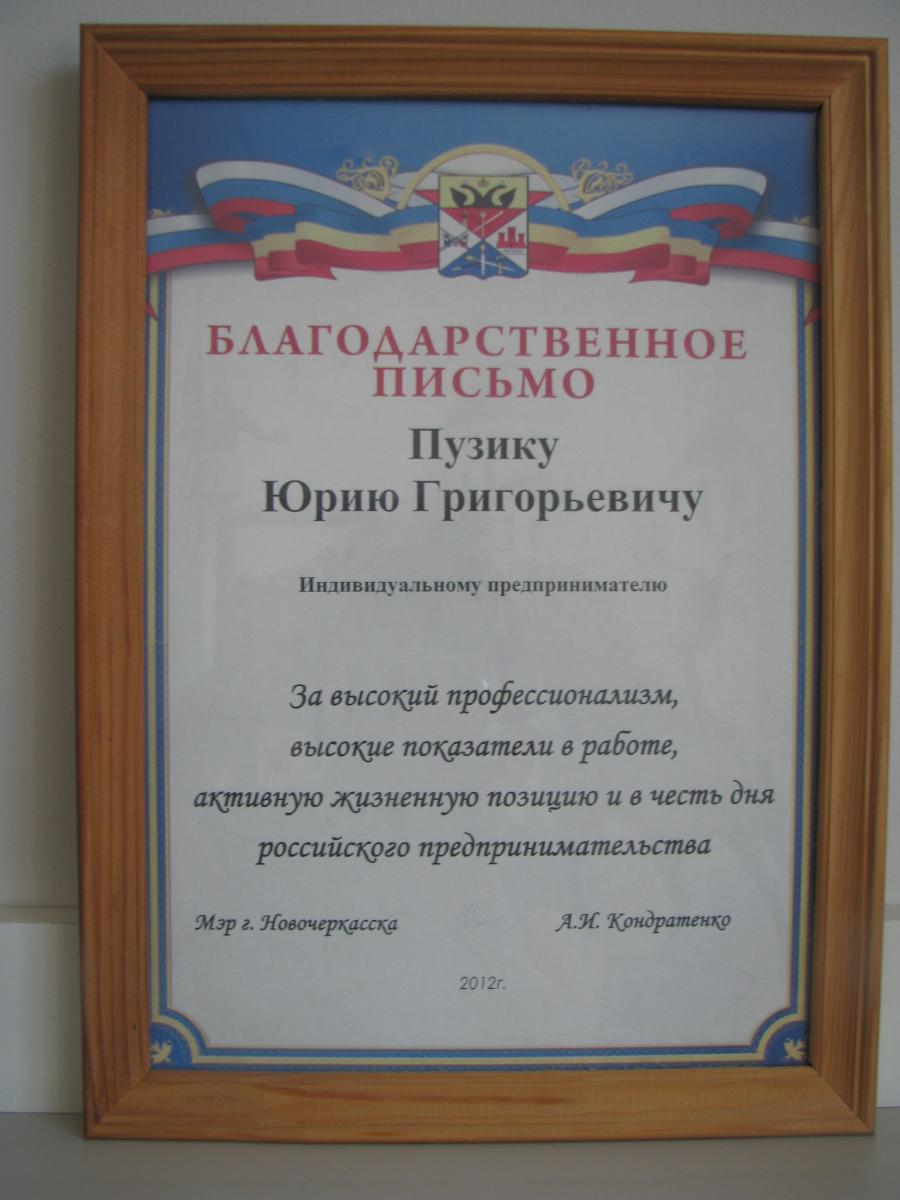 БЛАГОДАРСТВЕННОЕ
ПИСЬМО
Пузику
Юрию Григорьевичу
Индивидуальному предпринимателю
За высокий профессионализм,
высокие показатели в работе,
активную жизненную позицию и в честь дня
российского предпринимательства
Мэр г. Новочеркасска А.И. Кондратенко
2012г.